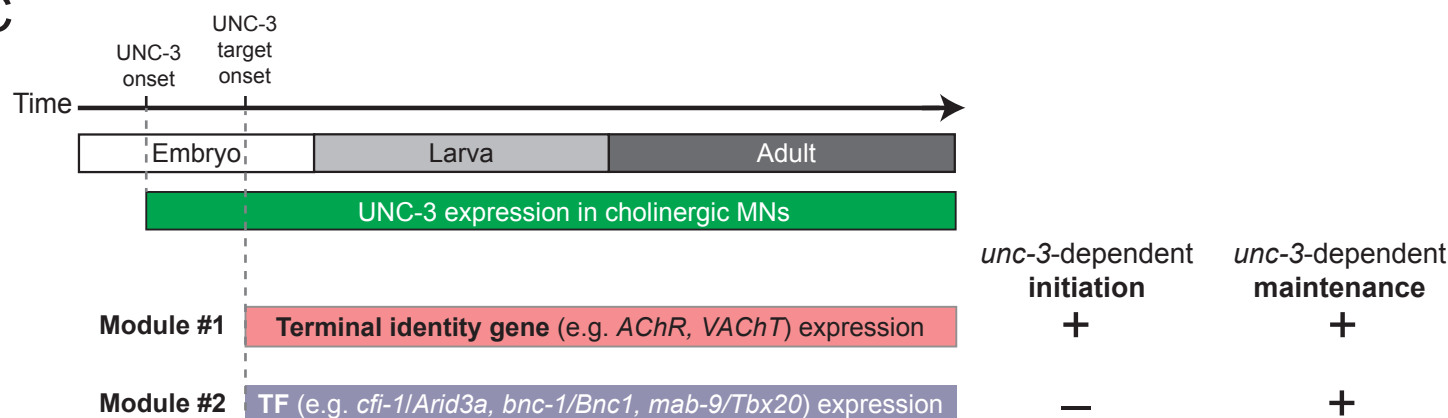 C
UNC-3
onset
UNC-3
target
onset
Time
Embryo
Larva
Adult
UNC-3 expression in cholinergic MNs
unc-3-dependent
initiation
unc-3-dependent
maintenance
Module #1
Terminal identity gene (e.g. AChR, VAChT) expression
+
+
Module #2
TF (e.g. cfi-1/Arid3a, bnc-1/Bnc1, mab-9/Tbx20) expression
–
+